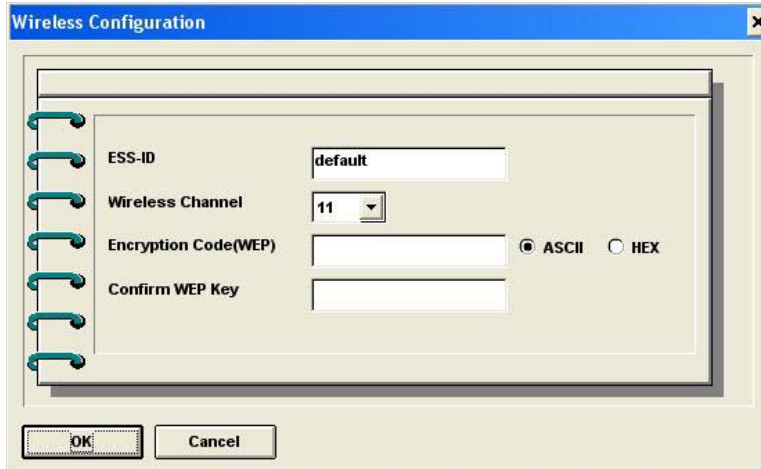 Wireless Configuration
ESS-ID default
Wireless Channel 11
Encryption Code(WEP) ASCII HEX
Confirm WEP Key
OK Cancel